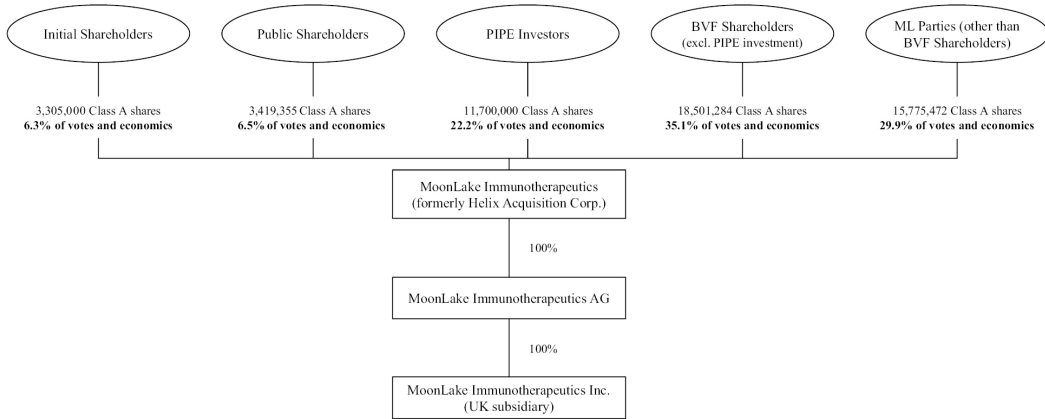 Initial Shareholders
Public Shareholders
PIPE Investors
BVF Shareholders
(excl. PIPE investment)
ML Parties (other than
BVF Shareholders)
3,305,000 Class A shares
6.3% of votes and economics
3,419,355 Class A shares
6.5% of votes and economics
11,700,000 Class A shares
22.2% of votes and economics
18,501,284 Class A shares
35.1% of votes and economics
15,775,472 Class A shares
29.9% of votes and economics
MoonLake Immunotherapeutics
(formerly Helix Acquisition Corp.)
100%
MoonLake Immunotherapeutics AG
100%
MoonLake Immunotherapeutics Inc.
(UK subsidiary)